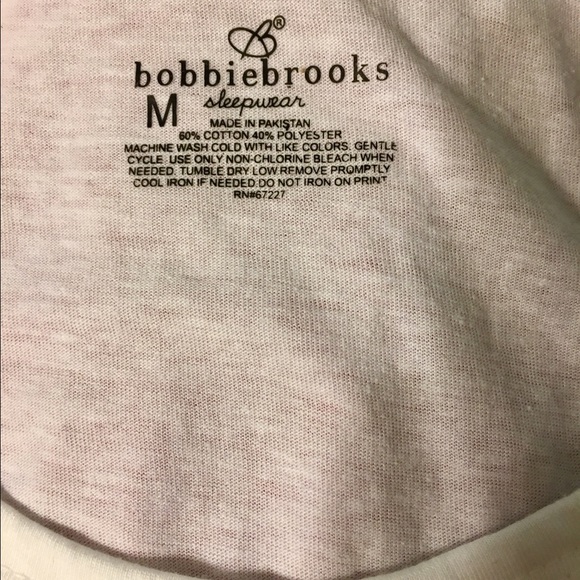 ®
bobbiebrooks
M sleepwear
MADE IN PAKISTAN
60% COTTON 40% POLYESTER
MACHINE WASH COLD WITH LIKE COLORS. GENTLE
CYCLE. USE ONLY NON-CHLORINE BLEACH WHEN
NEEDED. TUMBLE DRY LOW.REMOVE PROMPTLY
COOL IRON IF NEEDED.DO NOT IRON ON PRINT.
RN#67227